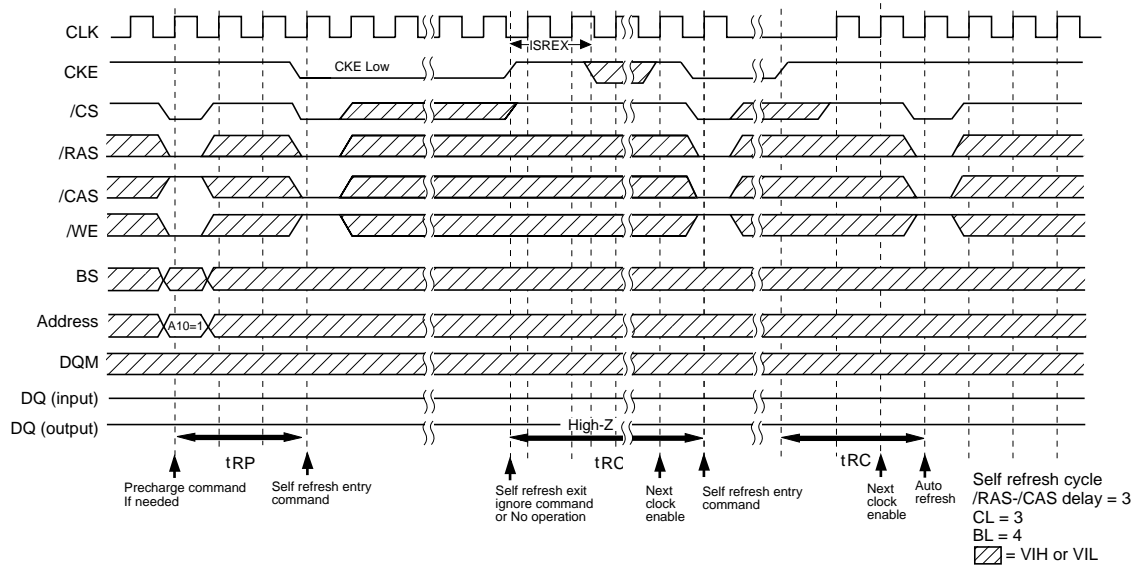 CLK
lSREX
CKE
CKE Low
/CS
/RAS
/CAS
/WE
BS
Address
A10=1
DQM
DQ (input)
DQ (output)
High-Z
tRP
tRC
tRC
Precharge command
If needed
Self refresh entry
command
Self refresh exit
ignore command
or No operation
Next
clock
enable
Self refresh entry
command
Next
clock
enable
Auto
refresh
Self refresh cycle
/RAS-/CAS delay = 3
CL = 3
BL = 4
= VIH or VIL